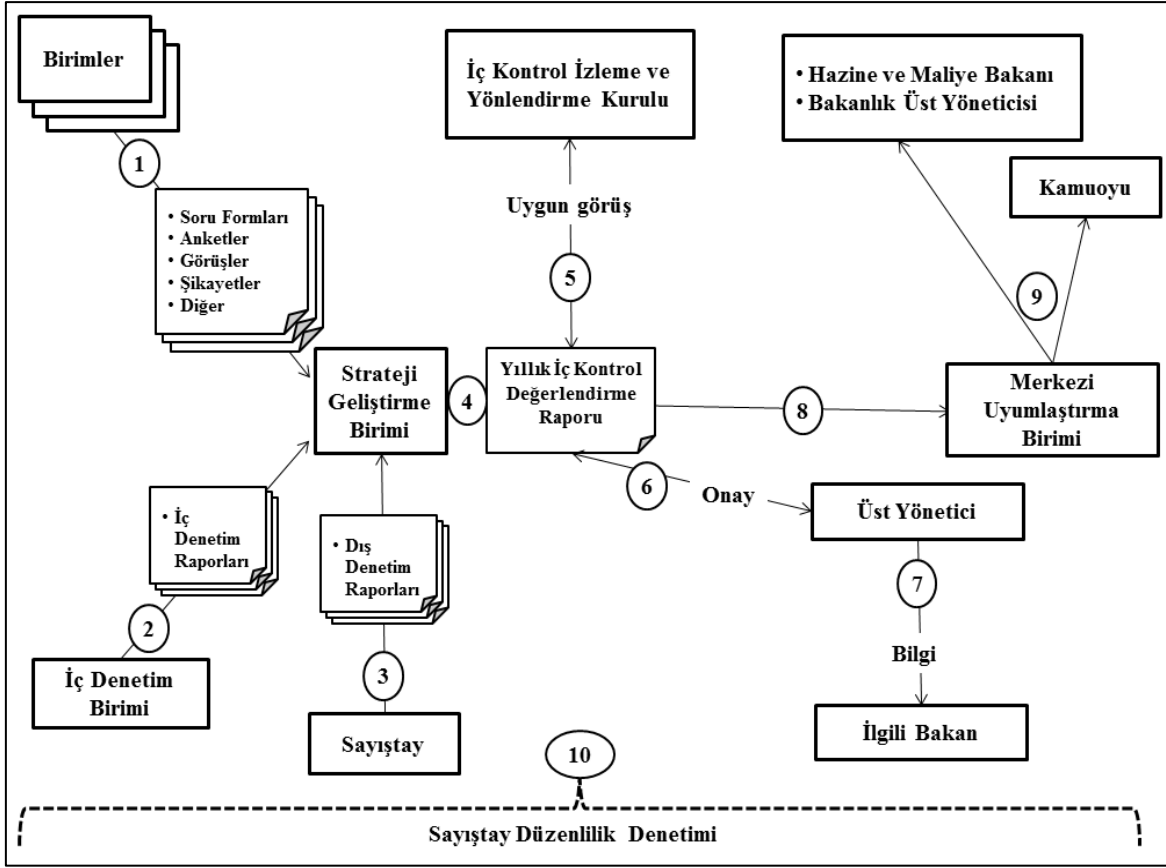 Birimler
1
• Soru Formları
• Anketler
• Görüşler
• Şikayetler
• Diğer
İç Kontrol İzleme ve
Yönlendirme Kurulu
Uygun görüş
5
• Hazine ve Maliye Bakanı
• Bakanlık Üst Yöneticisi
Kamuoyu
9
Strateji
Geliştirme
Birimi
4
Yıllık İç Kontrol
Değerlendirme
Raporu
8
Merkezi
Uyumlaştırma
Birimi
6
Onay
Üst Yönetici
7
Bilgi
İlgili Bakan
• İç
Denetim
Raporları
2
İç Denetim
Birimi
• Dış
Denetim
Raporları
3
Sayıştay
10
Sayıştay Düzenlilik Denetimi